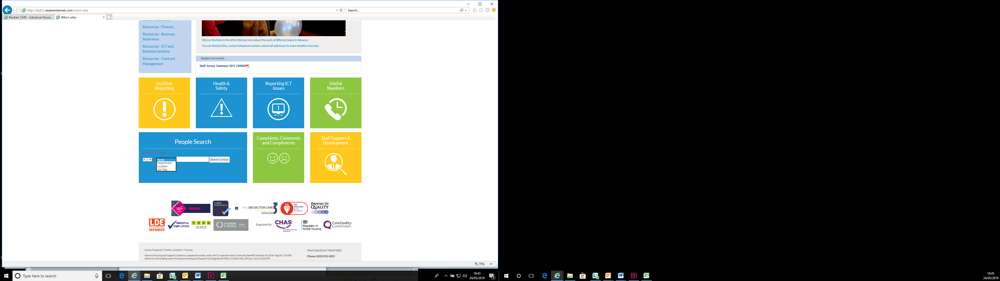 http://test52.reubeninternet.com/whos-who
Search...
Reuben CMS - Advance Housi...
Who's who
Human Resources
Resources - Finance
Resources - Business
Assurance
Resources - ICT and
Business Systems
Resources - Contract
Management
Click on the links to the left to find out more about the work of different teams in Advance.
You can find job titles, contact telephone numbers and email addresses for team members here too.
Related documents
Staff Survey Summary 2017 (369KB)
Incident
Reporting
Health &
Safety
Reporting ICT
Issues
Useful
Numbers
People Search
A-Z
Name
Department
Location
Job Title
Search Contact
Complaints, Comments
and Compliments
Staff Support &
Development
WINNER
CYBER
ESSENTIALS
THE 3RD SECTOR CARE
WINNER
3
bsi.
ISO
9001:2015
Quality
Management
DRIVING UP
QUALITY
LDE
MEMBER
MINDFUL
EMPLOYER
VODG
MEMBER
INVESTORS
IN PEOPLE
Silver
Regulated by
CHAS
Accredited Contractor
CHAS.co.uk
Regulator of
Social Housing
CareQuality
Commission
Home | Facebook | Twitter | Linked In | Youtube
Advance Housing and Support Limited is a registered society under the Co-operative and Community Benefit Societies Act 2014. Reg No. 21143R
Advance is the trading name of Advance Housing and Support Ltd. Registered Office: 2 Witan Way, Witney, Oxon OX28 6FH
Have Questions? Need Help?
Phone: 0333 012 4307
75%
Type here to search
16:43
24/05/2019
16:43
24/05/2019